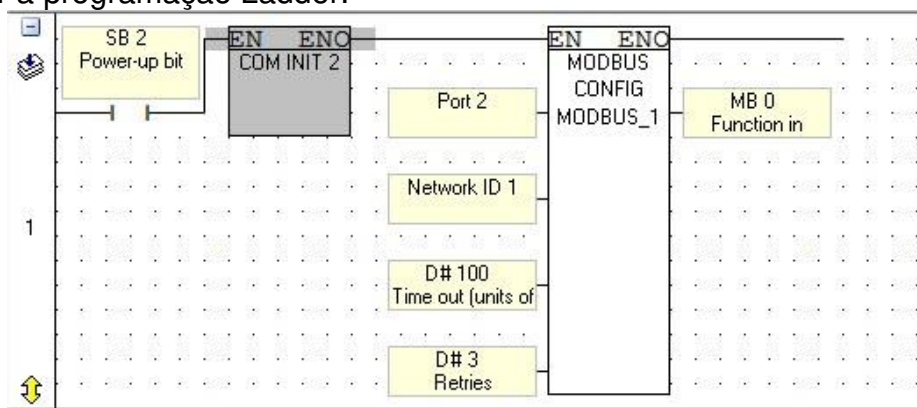 a programação Ladder.
SB 2
Power-up bit
EN ENO
COM INIT 2
EN ENO
MODBUS
CONFIG
MODBUS_1
Port 2
MB 0
Function in
Network ID 1
1
D# 100
Time out (units of
D# 3
Retries